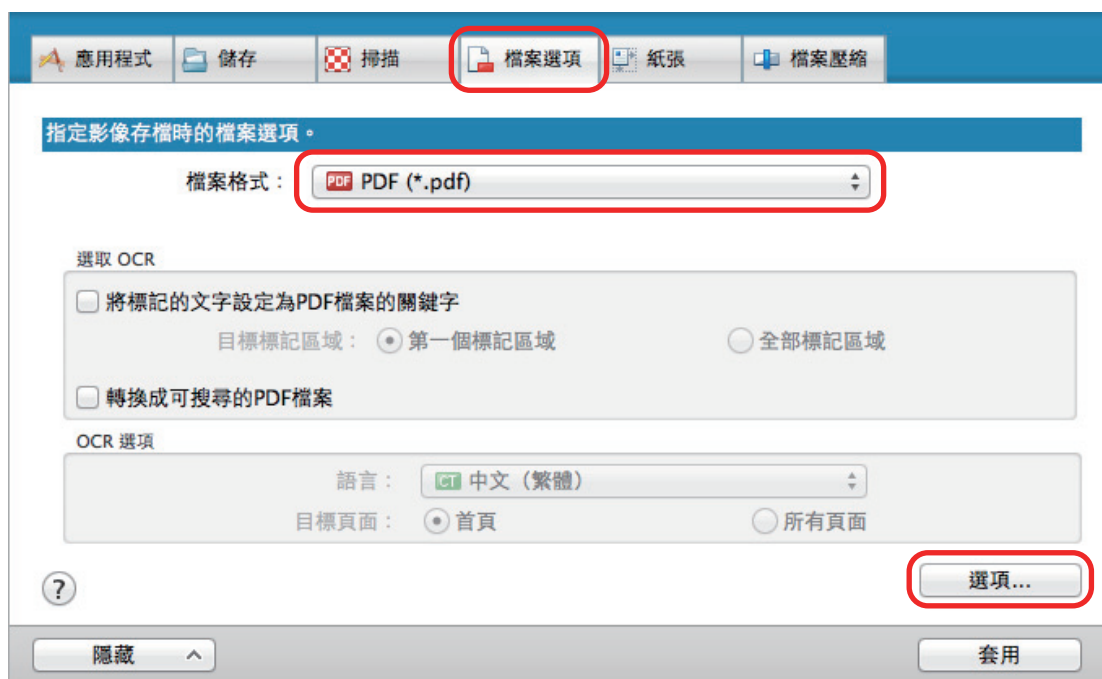 應用程式 儲存 掃描 檔案選項 紙張 檔案壓縮
指定影像存檔時的檔案選項。
檔案格式： PDF PDF (*.pdf)
選取 OCR
將標記的文字設定為PDF檔案的關鍵字
目標標記區域： 第一個標記區域 全部標記區域
轉換成可搜尋的PDF檔案
OCR 選項
語言： CT 中文（繁體）
目標頁面： 首頁 所有頁面
? 選項...
隱藏 套用